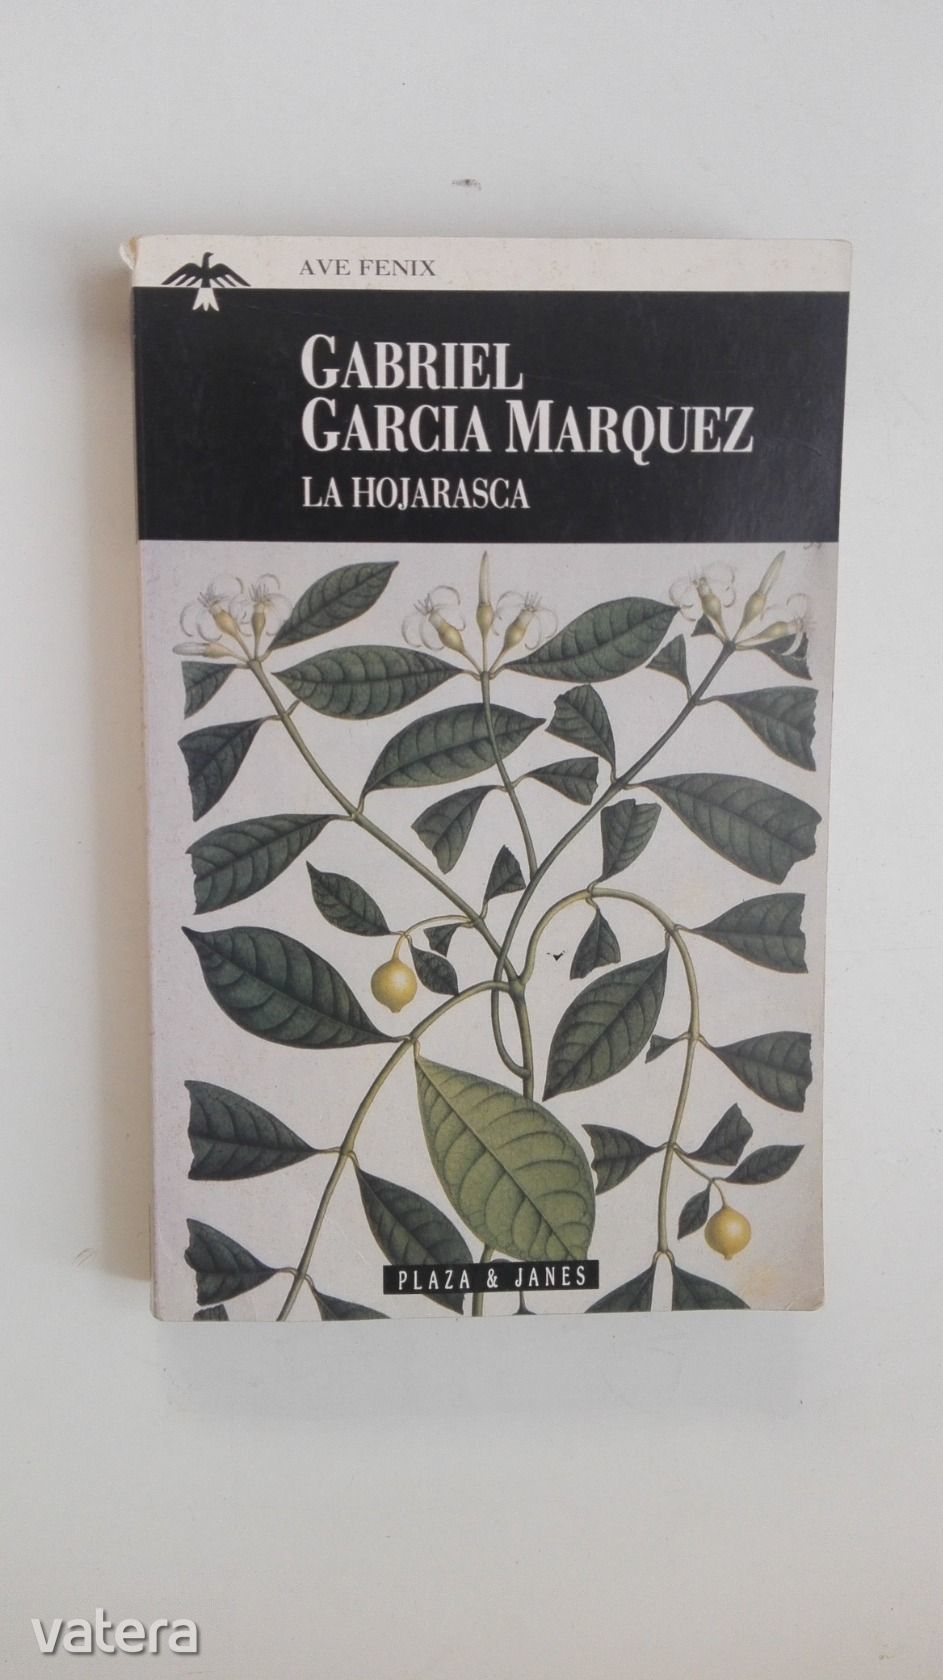 AVE FENIX
GABRIEL
GARCIA MARQUEZ
LA HOJARASCA
PLAZA & JANES
vatera